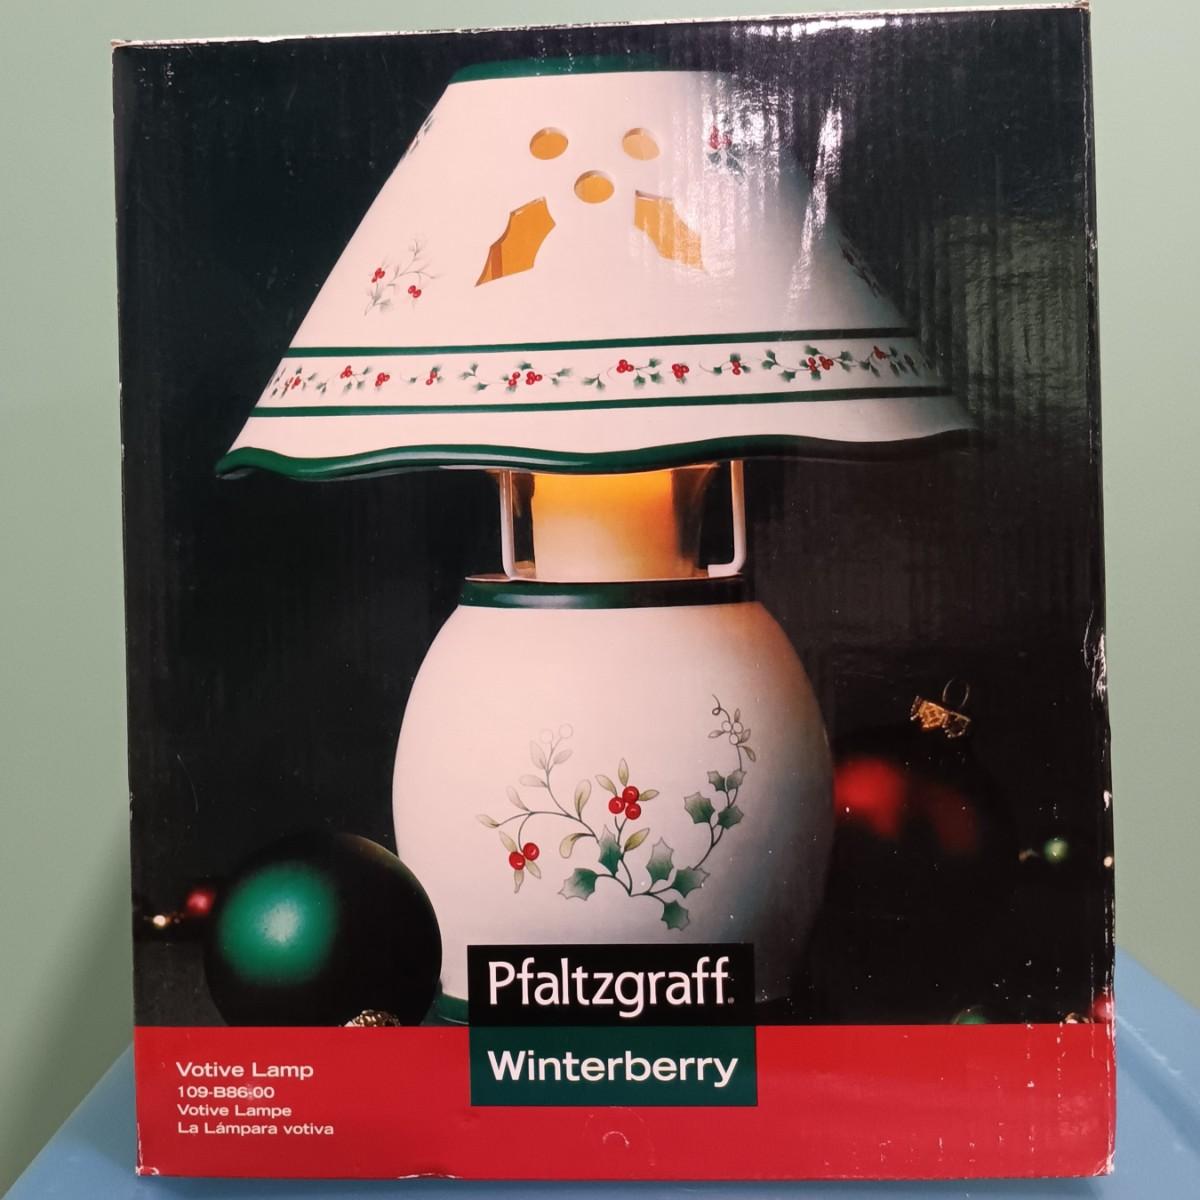 Pfaltzgraff.
Winterberry
Votive Lamp
109-B86-00
Votive Lampe
La Lámpara votiva